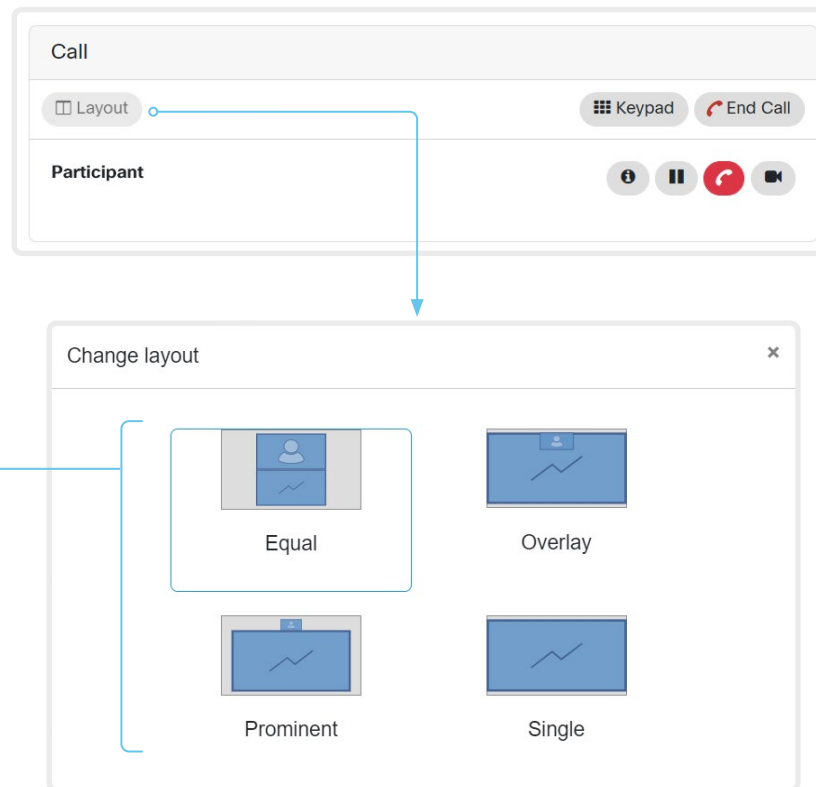 Call
Layout
Keypad
End Call
Participant
Change layout
Equal
Overlay
Prominent
Single